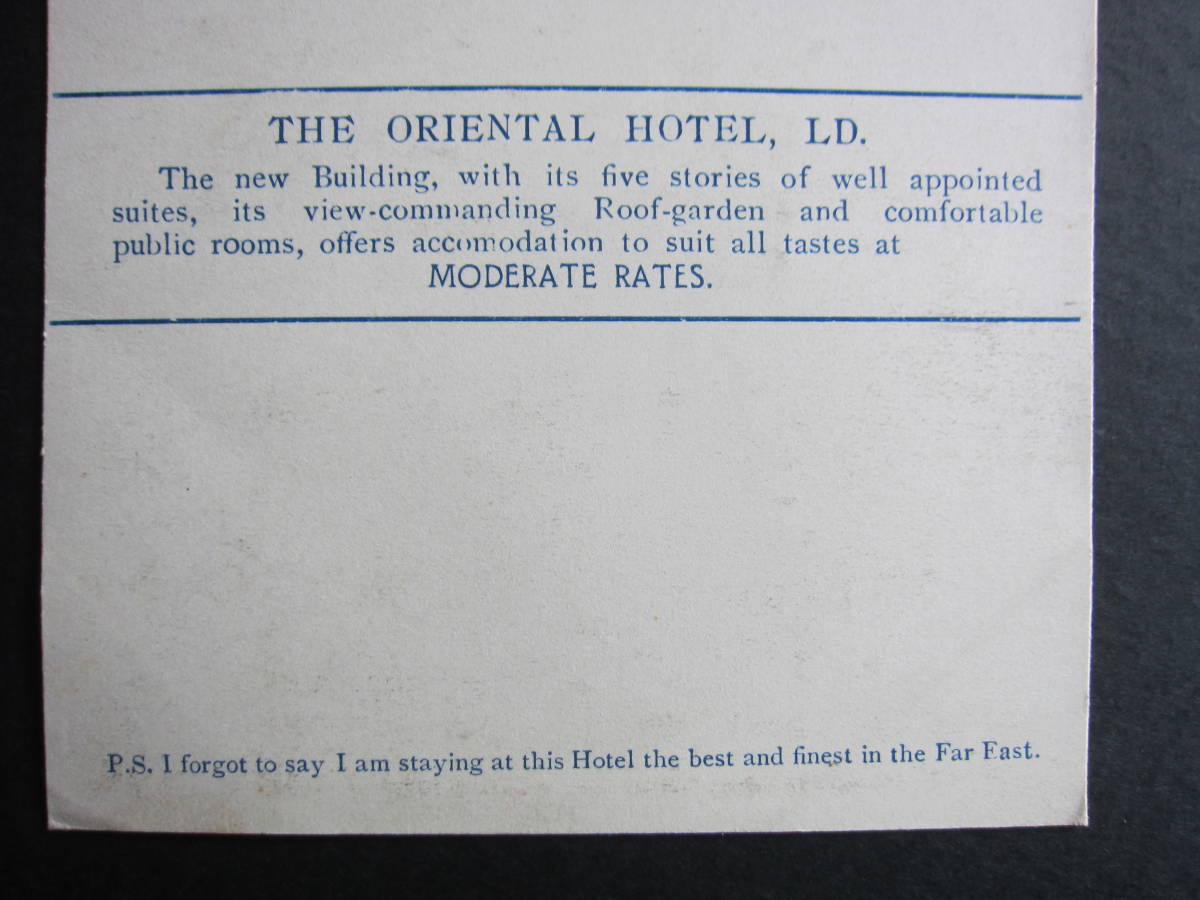 THE ORIENTAL HOTEL, LD.
The new Building, with its five stories of well appointed
suites, its view-commanding Roof-garden and comfortable
public rooms, offers accomodation to suit all tastes at
MODERATE RATES.
P.S. I forgot to say I am staying at this Hotel the best and finest in the Far East.